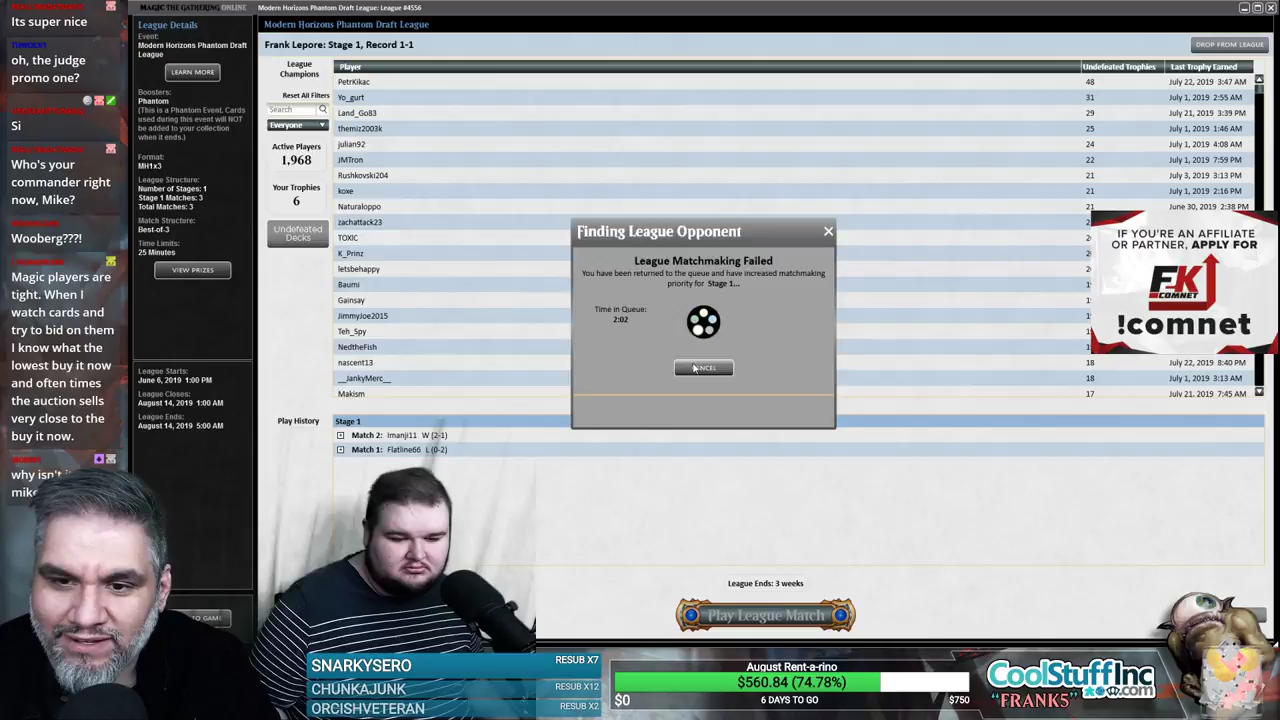 Its super nice
oh, the judge
promo one?
Si
Who's your
commander right
now, Mike?
Wooberg???!
Magic players are
tight. When I
watch cards and
try to bid on them
I know what the
lowest buy it now
and often times
the auction sells
very close to the
buy it now.
why isn't
mike
MAGIC THE GATHERING ONLINE
Modern Horizons Phantom Draft League: League #4556
League Details
Event:
Modern Horizons Phantom Draft
League
LEARN MORE
Boosters:
Phantom
(This is a Phantom Event. Cards
used during this event will NOT
be added to your collection
when it ends.)
Format:
MH1x3
League Structure:
Number of Stages: 1
Stage 1 Matches: 3
Total Matches: 3
Match Structure:
Best-of-3
Time Limits:
25 Minutes
VIEW PRIZES
League Starts:
June 6, 2019 1:00 PM
League Closes:
August 14, 2019 1:00 AM
League Ends:
August 14, 2019 5:00 AM
TO GAME
Modern Horizons Phantom Draft League
Frank Lepore: Stage 1, Record 1-1
DROP FROM LEAGUE
League
Champions
Reset All Filters
Search
Everyone
Active Players
1,968
Your Trophies
6
Undefeated
Decks
Player Undefeated Trophies Last Trophy Earned
PetrKikac 48 July 22, 2019 3:47 AM
Yo_gurt 31 July 1, 2019 2:55 AM
Land_Go83 29 July 21, 2019 3:39 PM
themiz2003k 25 July 1, 2019 1:46 AM
julian92 24 July 1, 2019 4:08 AM
JMTron 22 July 1, 2019 7:59 PM
Rushkovski204 21 July 3, 2019 3:13 PM
koxe 21 July 1, 2019 2:16 PM
Naturaloppo 21 June 30, 2019 2:38 PM
zachattack23
TOXIC
K_Prinz
letsbehappy
Baumi
Gainsay
JimmyJoe2015
Teh_Spy
NedtheFish
nascent13 18 July 22, 2019 8:40 PM
__JankyMerc__ 18 July 1, 2019 3:13 AM
Makism 17 July 21, 2019 7:45 AM
Finding League Opponent
League Matchmaking Failed
You have been returned to the queue and have increased matchmaking
priority for Stage 1...
Time in Queue:
2:02
IF YOU'RE AN AFFILIATE
OR PARTNER, APPLY FOR
COMNET
!comnet
Play History
Stage 1
Match 2: Imanji11 W (2-1)
Match 1: Flatline66 L (0-2)
League Ends: 3 weeks
Play League Match
SNARKYSERO RESUB X7
CHUNKAJUNK RESUB X12
ORCISHVETERAN RESUB X2
August Rent-a-rino
$560.84 (74.78%)
$0 6 DAYS TO GO $750
CoolStuffInc
.com
"FRANK5"